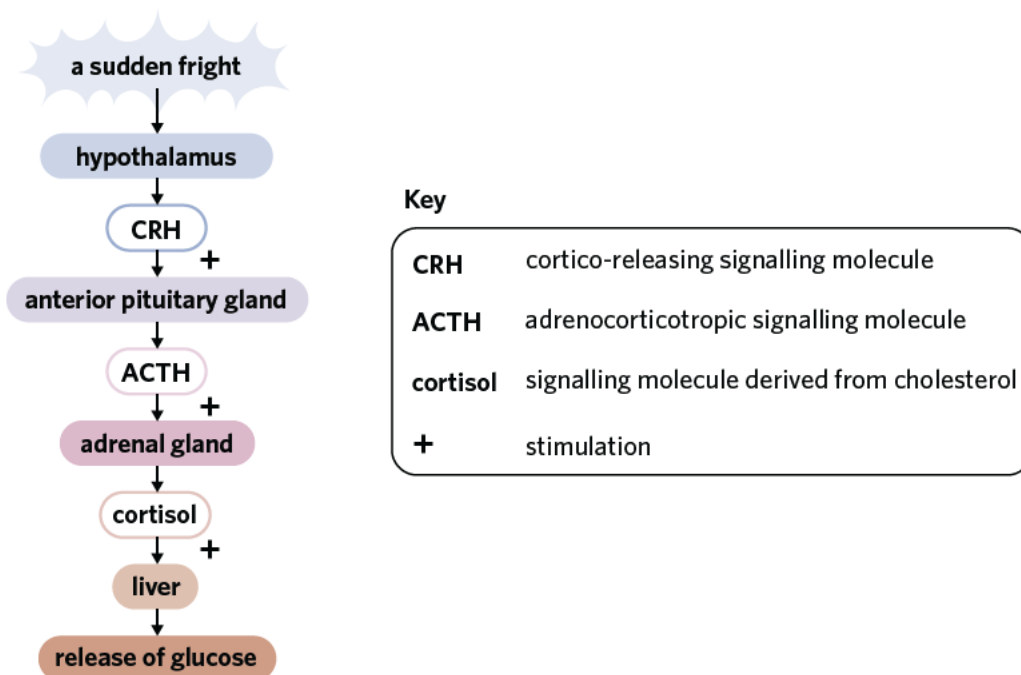 a sudden fright
hypothalamus
CRH
+
anterior pituitary gland
ACTH
+
adrenal gland
cortisol
+
liver
release of glucose
Key
CRH cortico-releasing signalling molecule
ACTH adrenocorticotropic signalling molecule
cortisol signalling molecule derived from cholesterol
+ stimulation